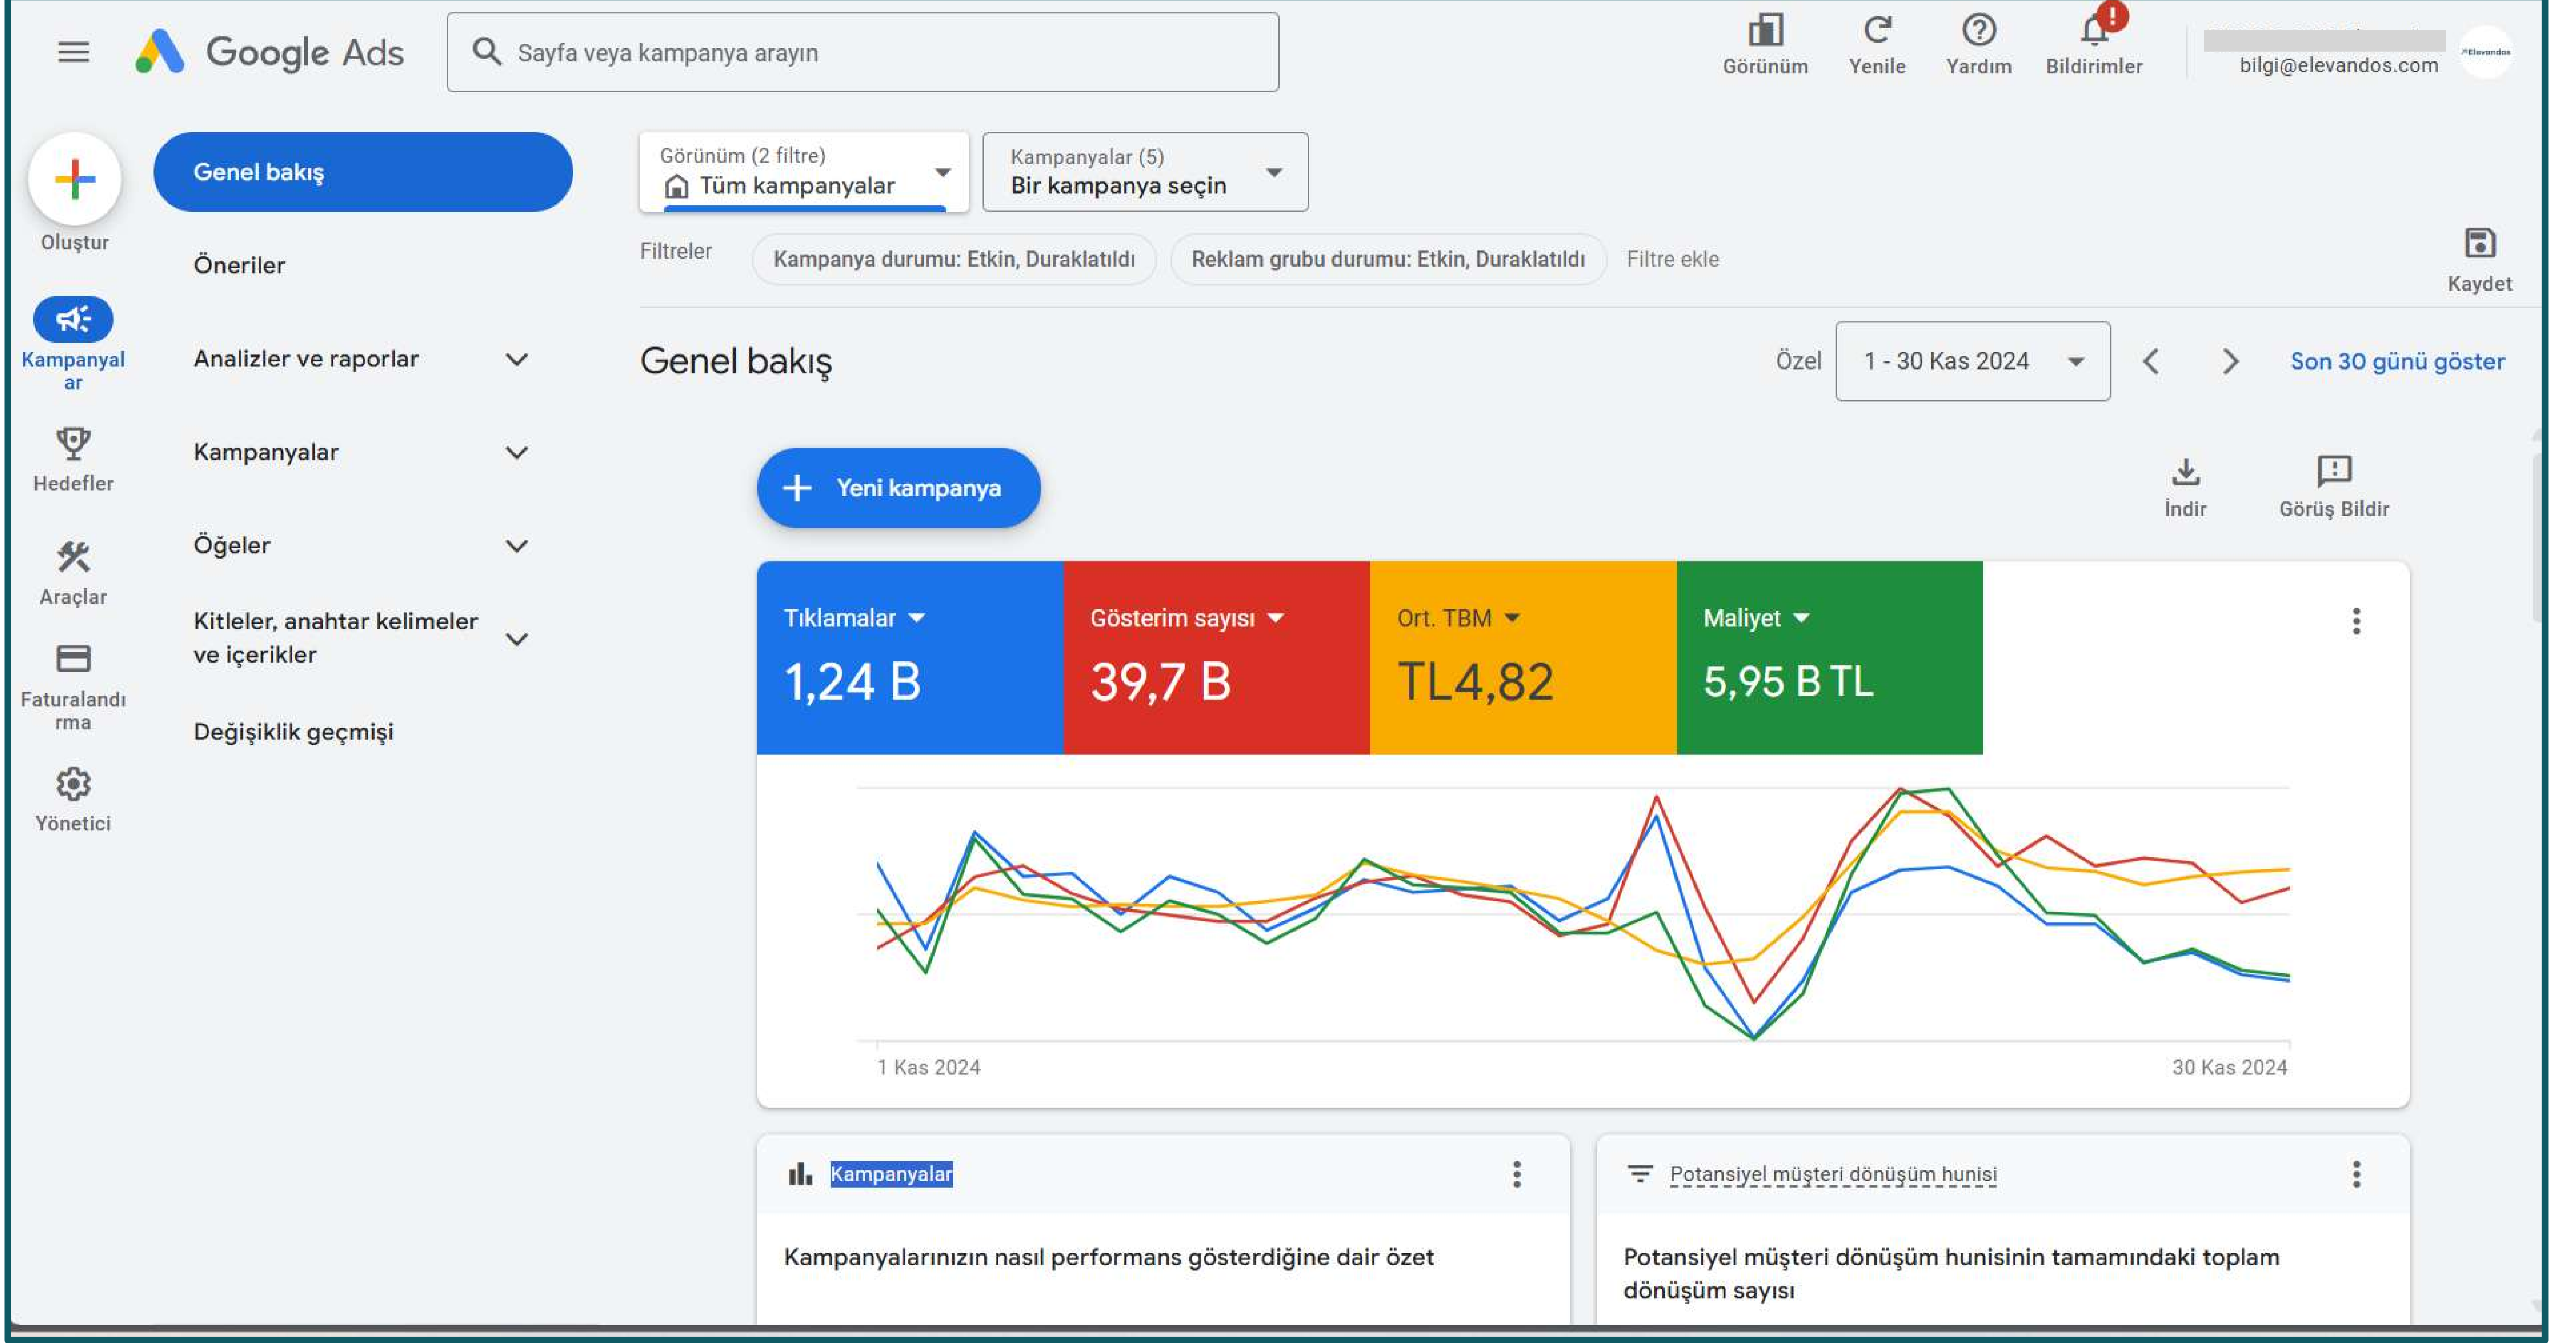 Google Ads
Sayfa veya kampanya arayın
Görünüm
Yenile
Yardım
Bildirimler
bilgi@elevandos.com
Elevandos
Oluştur
Kampanyal
ar
Hedefler
Araçlar
Faturalandı
rma
Yönetici
Genel bakış
Öneriler
Analizler ve raporlar
Kampanyalar
Öğeler
Kitleler, anahtar kelimeler
ve içerikler
Değişiklik geçmişi
Görünüm (2 filtre)
Tüm kampanyalar
Kampanyalar (5)
Bir kampanya seçin
Filtreler
Kampanya durumu: Etkin, Duraklatıldı
Reklam grubu durumu: Etkin, Duraklatıldı
Filtre ekle
Kaydet
Genel bakış
Özel
1 - 30 Kas 2024
Son 30 günü göster
Yeni kampanya
İndir
Görüş Bildir
Tıklamalar
1,24 B
Gösterim sayısı
39,7 B
Ort. TBM
TL4,82
Maliyet
5,95 B TL
1 Kas 2024
30 Kas 2024
Kampanyalar
Kampanyalarınızın nasıl performans gösterdiğine dair özet
Potansiyel müşteri dönüşüm hunisi
Potansiyel müşteri dönüşüm hunisinin tamamındaki toplam
dönüşüm sayısı